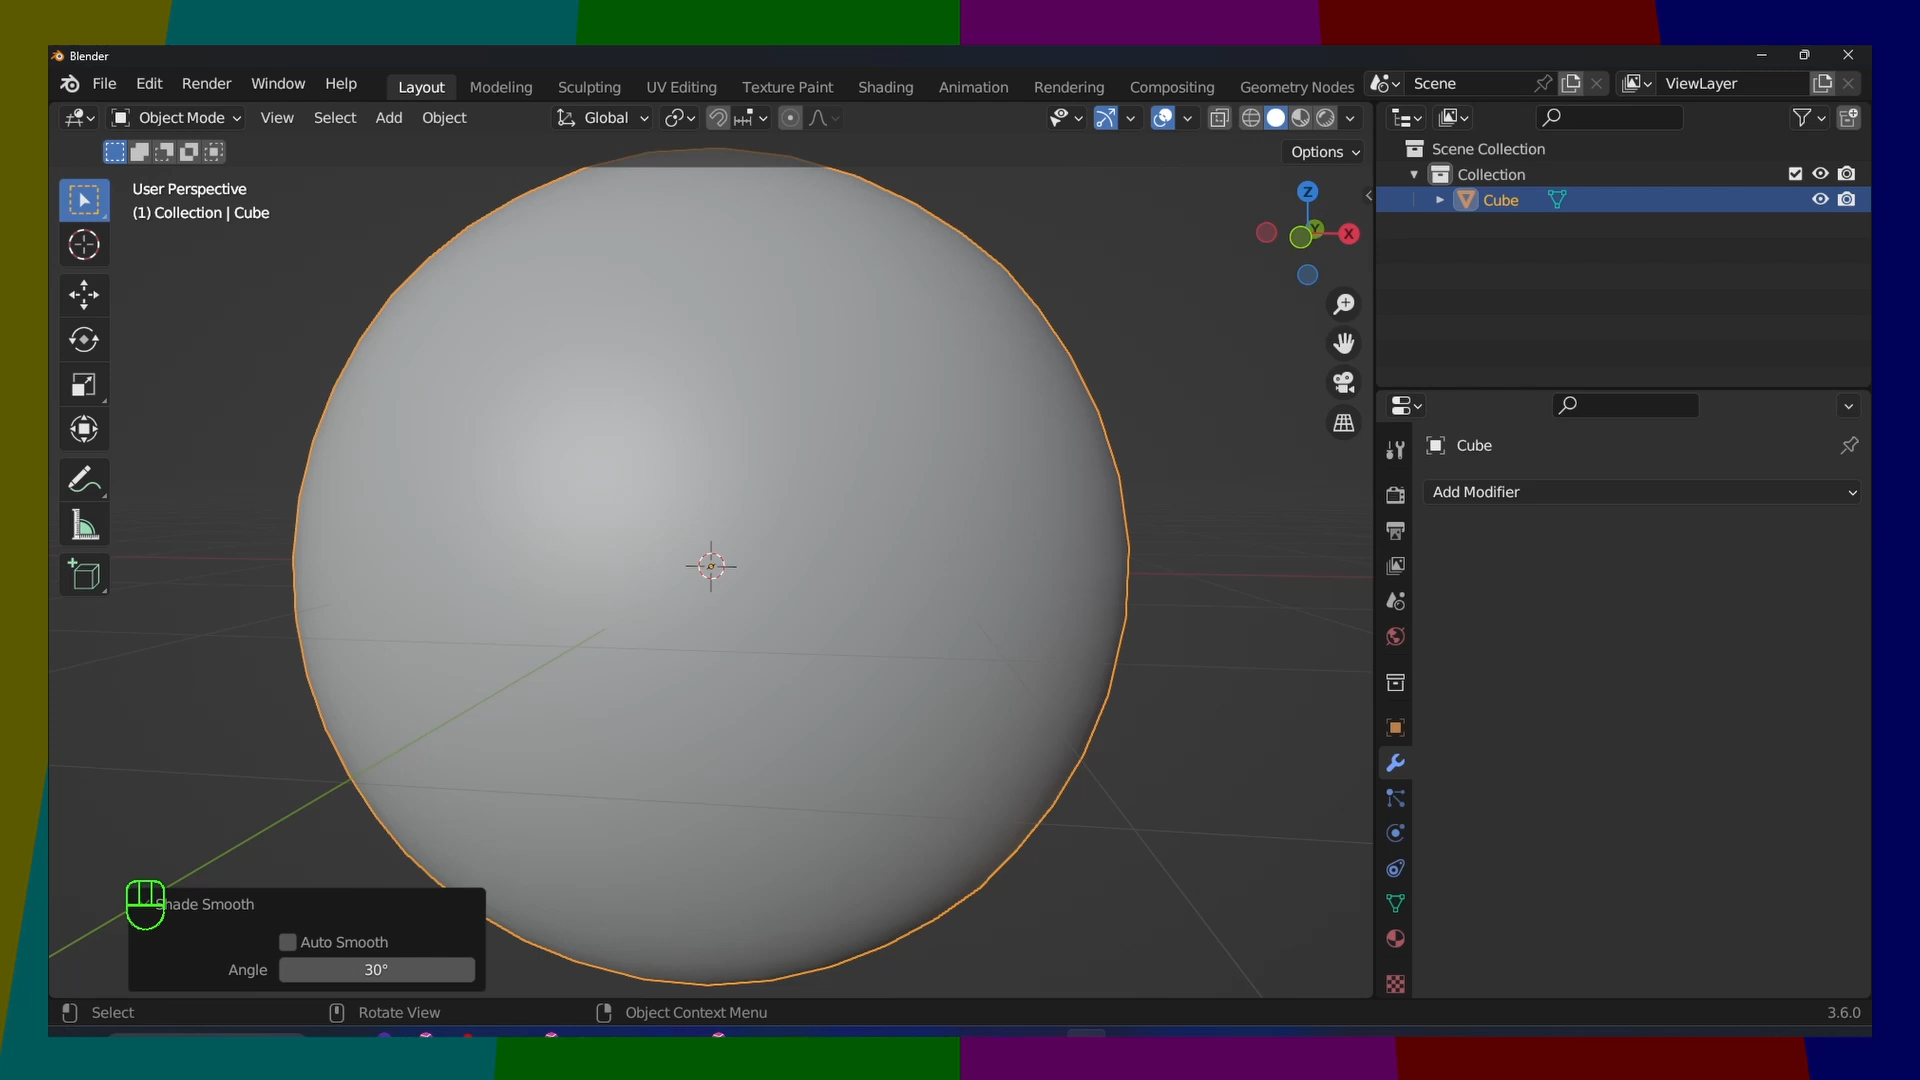 Blender
File Edit Render Window Help Layout Modeling Sculpting UV Editing Texture Paint Shading Animation Rendering Compositing Geometry Nodes Scene ViewLayer
Object Mode View Select Add Object Global
Options
User Perspective
(1) Collection | Cube
Z
Y
X
Scene Collection
Collection
Cube
Cube
Add Modifier
Shade Smooth
Auto Smooth
Angle 30°
Select Rotate View Object Context Menu 3.6.0